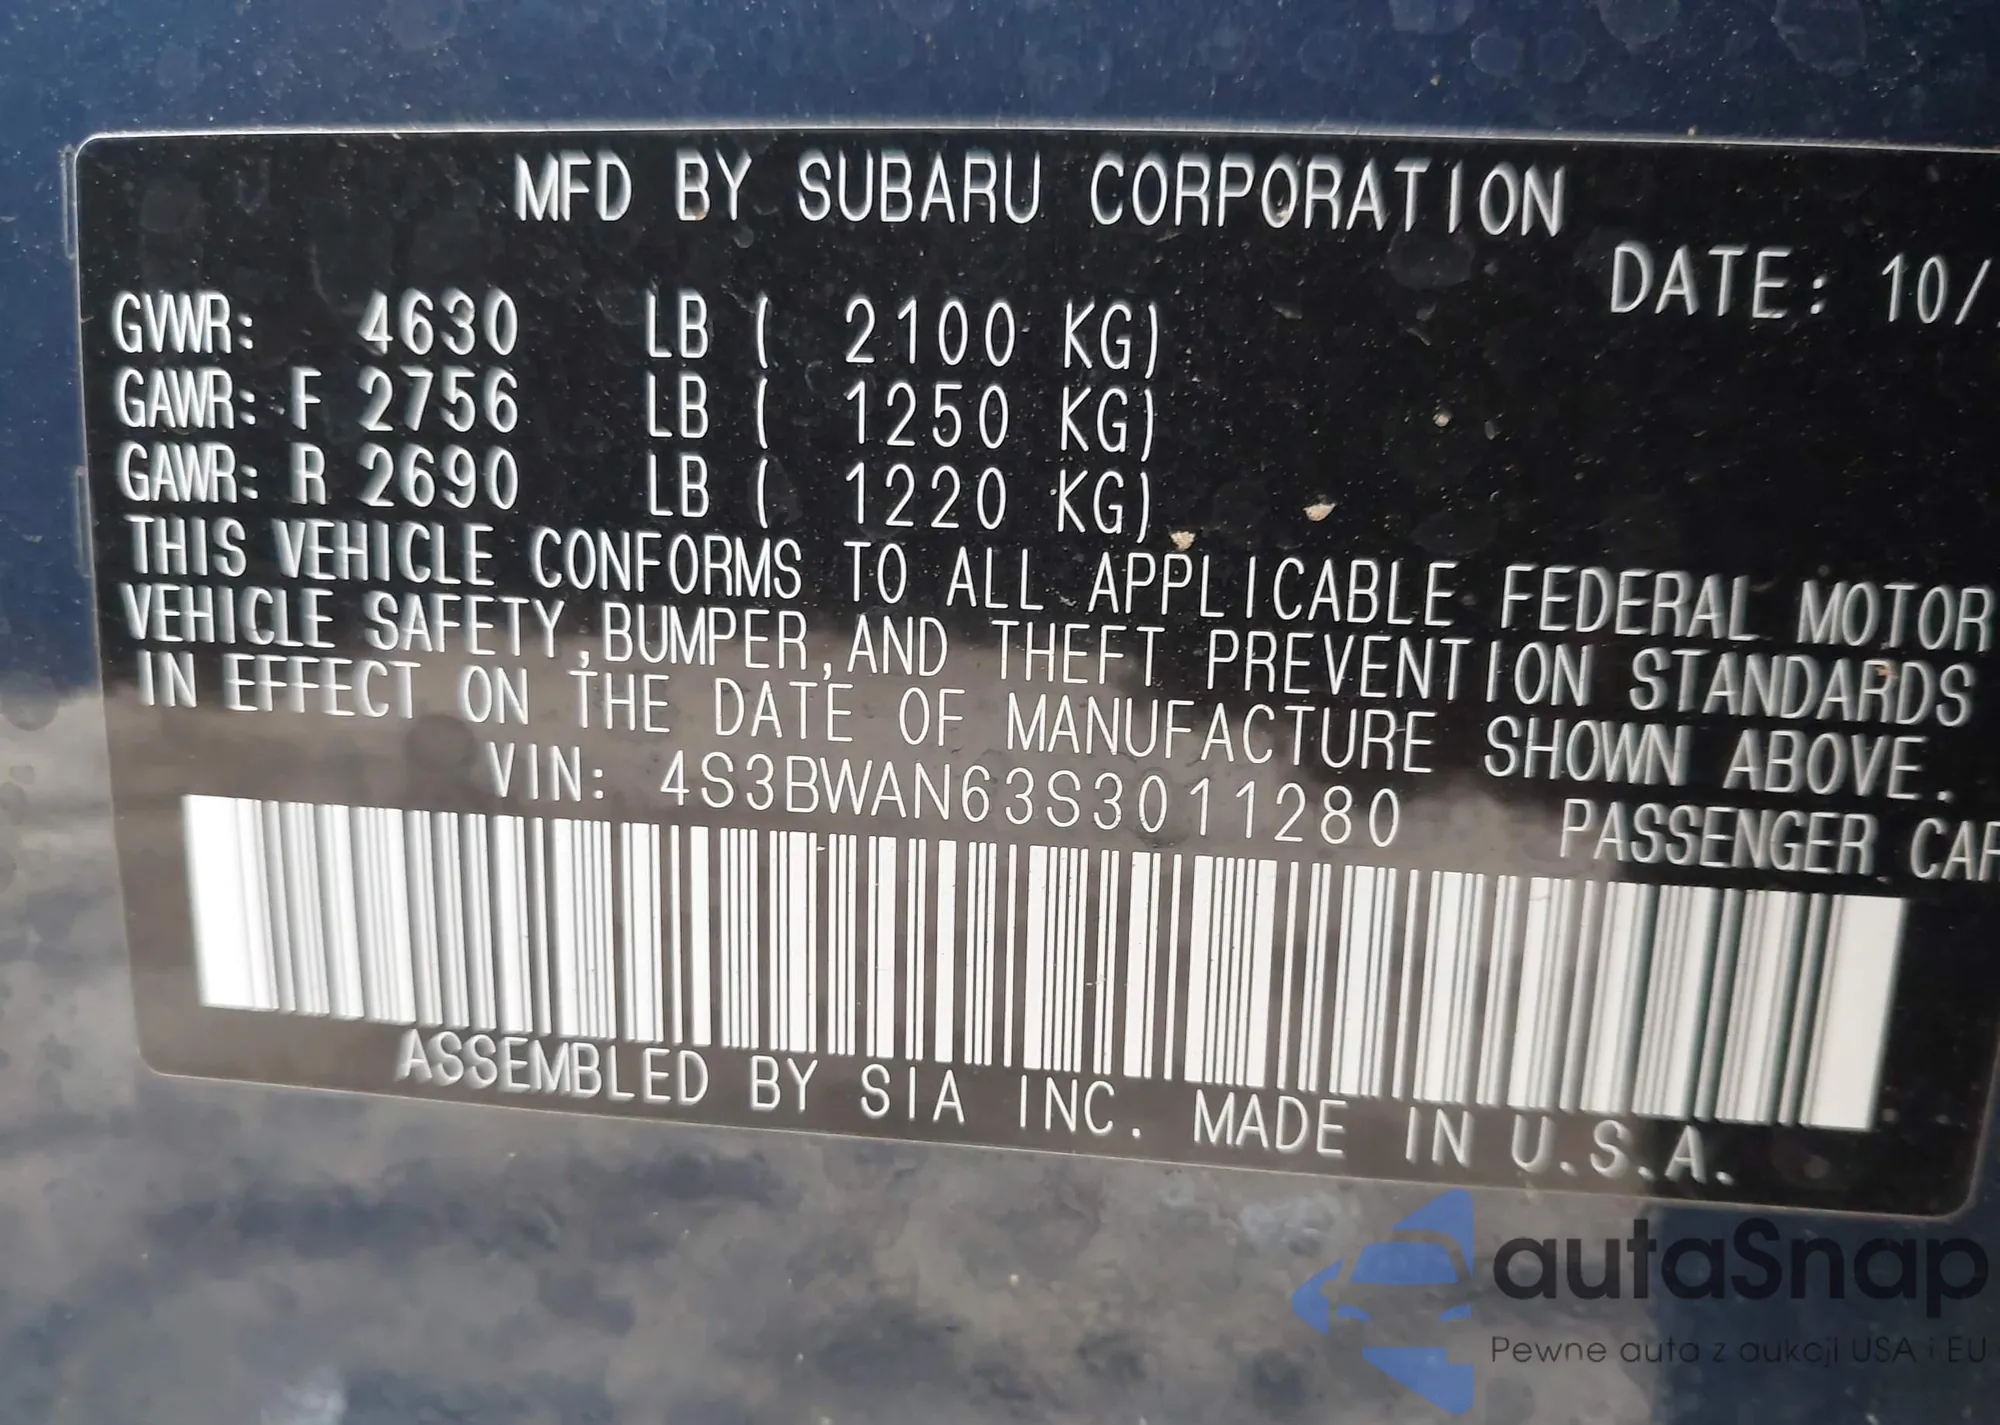 MFD BY SUBARU CORPORATION
DATE: 10/
GVWR: 4630 LB ( 2100 KG)
GAWR: F 2756 LB ( 1250 KG)
GAWR: R 2690 LB ( 1220 KG)
THIS VEHICLE CONFORMS TO ALL APPLICABLE FEDERAL MOTOR
VEHICLE SAFETY,BUMPER,AND THEFT PREVENTION STANDARDS
IN EFFECT ON THE DATE OF MANUFACTURE SHOWN ABOVE.
VIN: 4S3BWAN63S3011280
PASSENGER CAR
ASSEMBLED BY SIA INC. MADE IN U.S.A.
autaSnap
Pewne auta z aukcji USA i EU